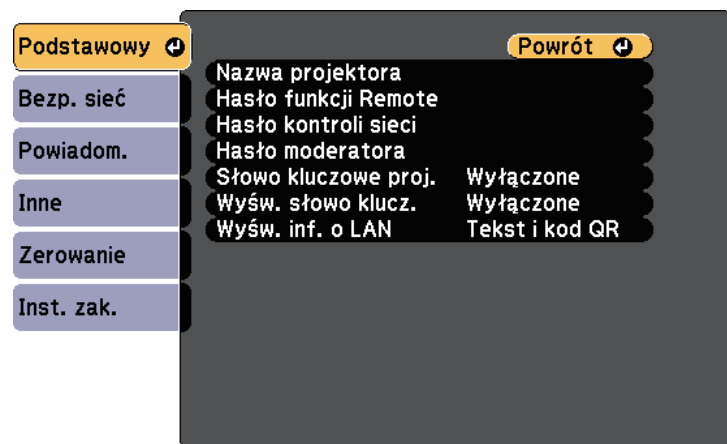 Podstawowy
Bezp. sieć
Powiadom.
Inne
Zerowanie
Inst. zak.
Powrót
Nazwa projektora
Hasło funkcji Remote
Hasło kontroli sieci
Hasło moderatora
Słowo kluczowe proj. Wyłączone
Wyśw. słowo klucz. Wyłączone
Wyśw. inf. o LAN Tekst i kod QR